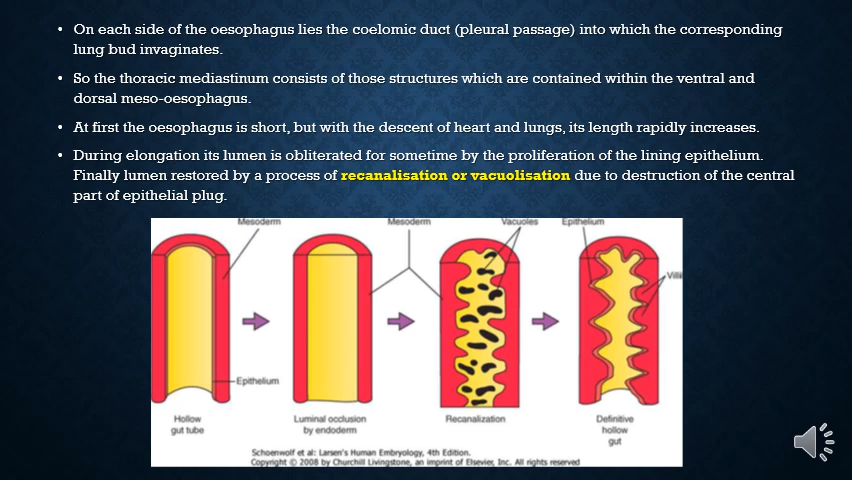 • On each side of the oesophagus lies the coelomic duct (pleural passage) into which the corresponding
lung bud invaginates.
• So the thoracic mediastinum consists of those structures which are contained within the ventral and
dorsal meso-oesophagus.
• At first the oesophagus is short, but with the descent of heart and lungs, its length rapidly increases.
• During elongation its lumen is obliterated for sometime by the proliferation of the lining epithelium.
Finally lumen restored by a process of recanalisation or vacuolisation due to destruction of the central
part of epithelial plug.
Mesoderm
Mesoderm
Vacuoles
Epithelium
Villi
Epithelium
Hollow
gut tube
Luminal occlusion
by endoderm
Recanalization
Definitive
hollow
gut
Schoenwolf et al: Larsen's Human Embryology, 4th Edition.
Copyright © 2008 by Churchill Livingstone, an imprint of Elsevier, Inc. All rights reserved